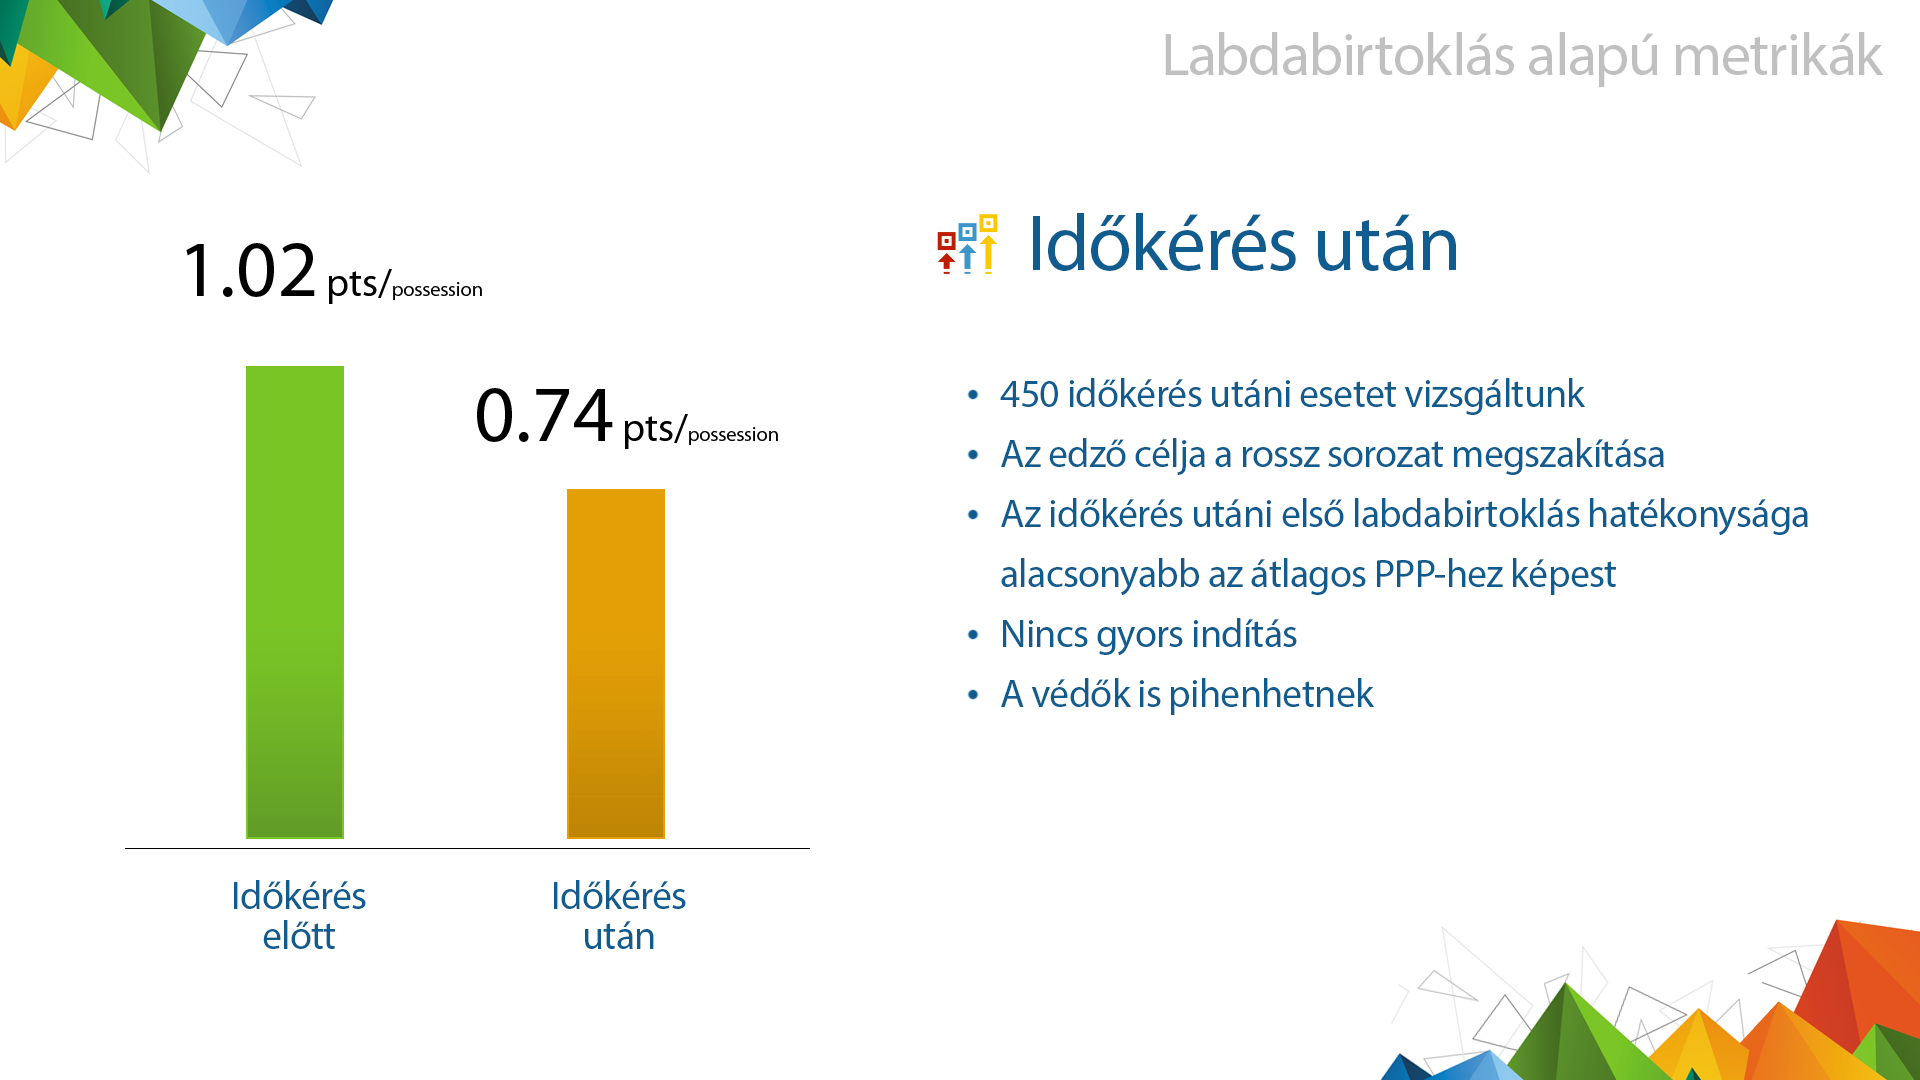 Labdabirtoklás alapú metrikák
Időkérés után
1.02 pts/possession
0.74 pts/possession
Időkérés
előtt
Időkérés
után
• 450 időkérés utáni esetet vizsgáltunk
• Az edző célja a rossz sorozat megszakítása
• Az időkérés utáni első labdabirtoklás hatékonysága
alacsonyabb az átlagos PPP-hez képest
• Nincs gyors indítás
• A védők is pihenhetnek